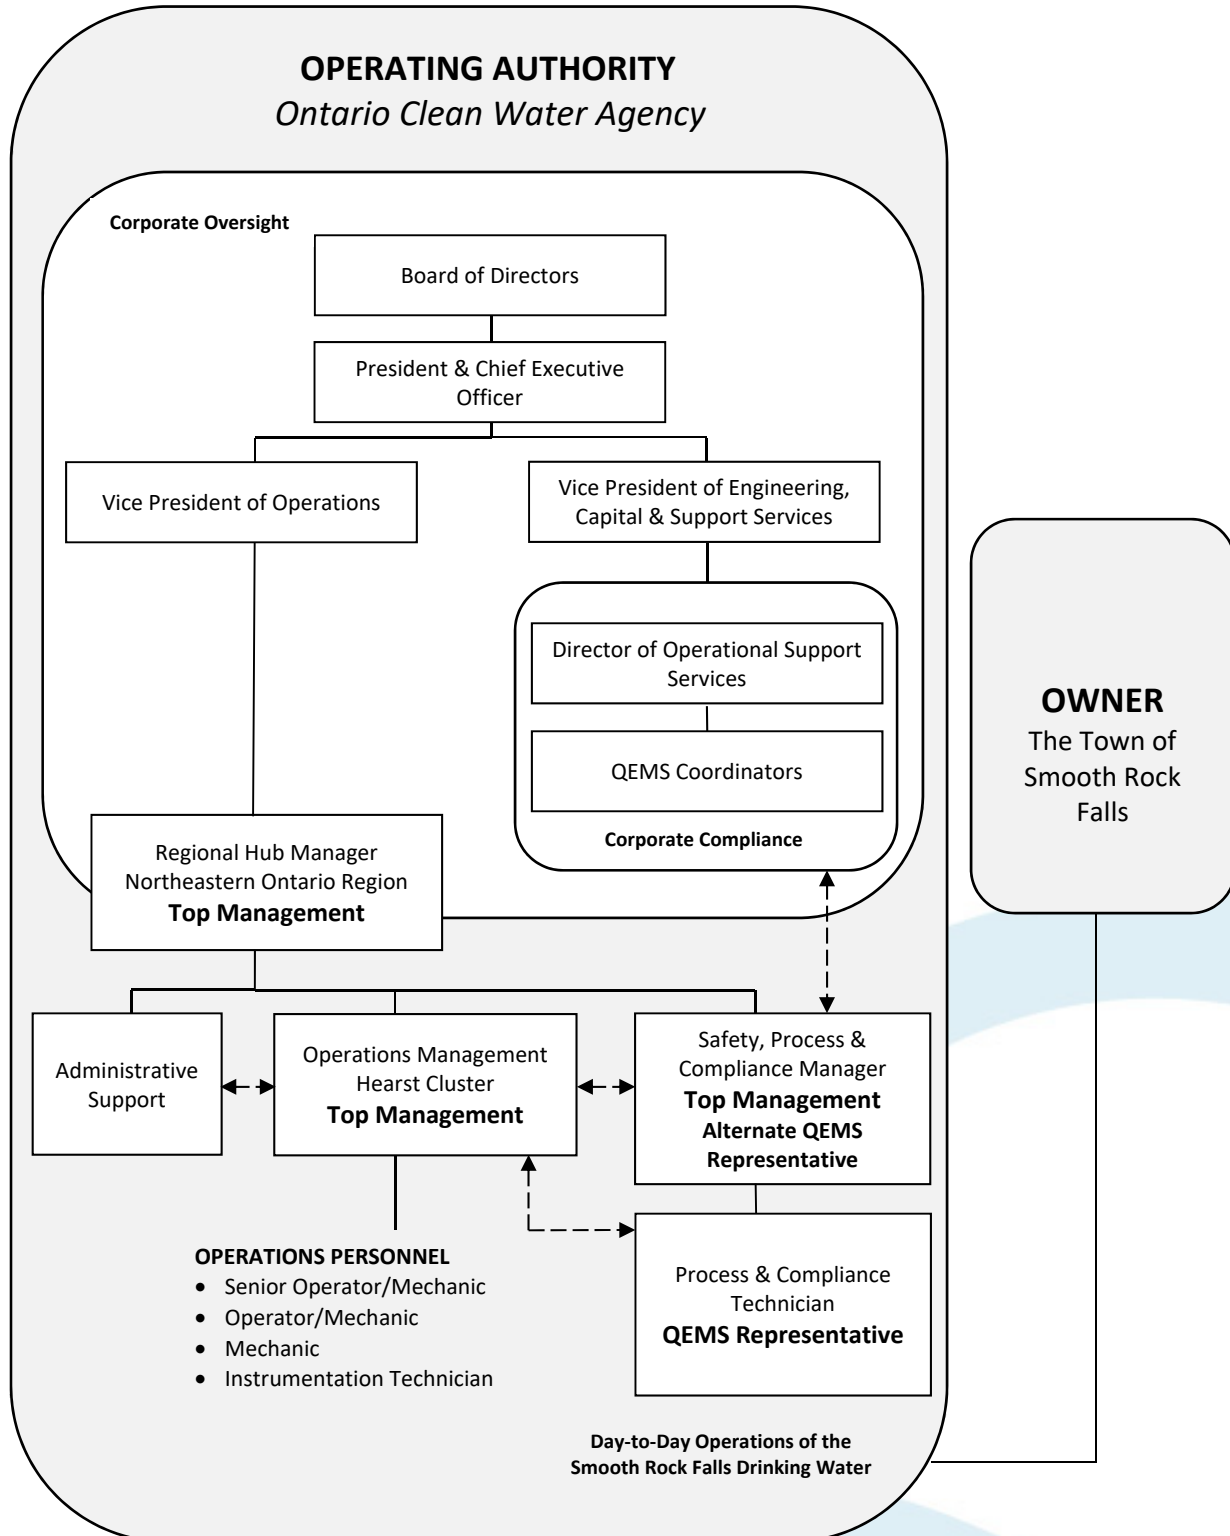 OPERATING AUTHORITY
Ontario Clean Water Agency
Corporate Oversight
Board of Directors
President & Chief Executive
Officer
Vice President of Operations
Vice President of Engineering,
Capital & Support Services
Director of Operational Support
Services
QEMS Coordinators
Corporate Compliance
Regional Hub Manager
Northeastern Ontario Region
Top Management
Administrative
Support
Operations Management
Hearst Cluster
Top Management
Safety, Process &
Compliance Manager
Top Management
Alternate QEMS
Representative
OPERATIONS PERSONNEL
• Senior Operator/Mechanic
• Operator/Mechanic
• Mechanic
• Instrumentation Technician
Process & Compliance
Technician
QEMS Representative
Day-to-Day Operations of the
Smooth Rock Falls Drinking Water
OWNER
The Town of
Smooth Rock
Falls